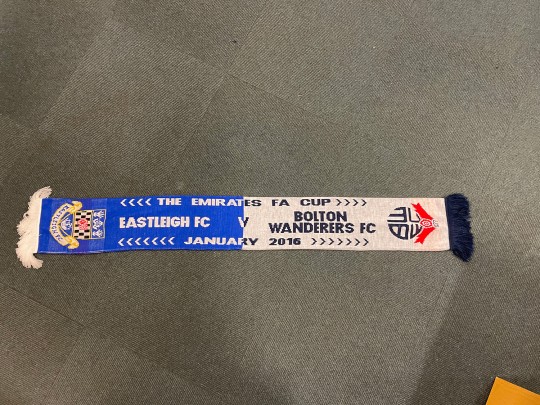 <<<< THE EMIRATES FA CUP >>>>
EASTLEIGH FC V BOLTON WANDERERS FC
<<<<<<< JANUARY 2016 >>>>>>>